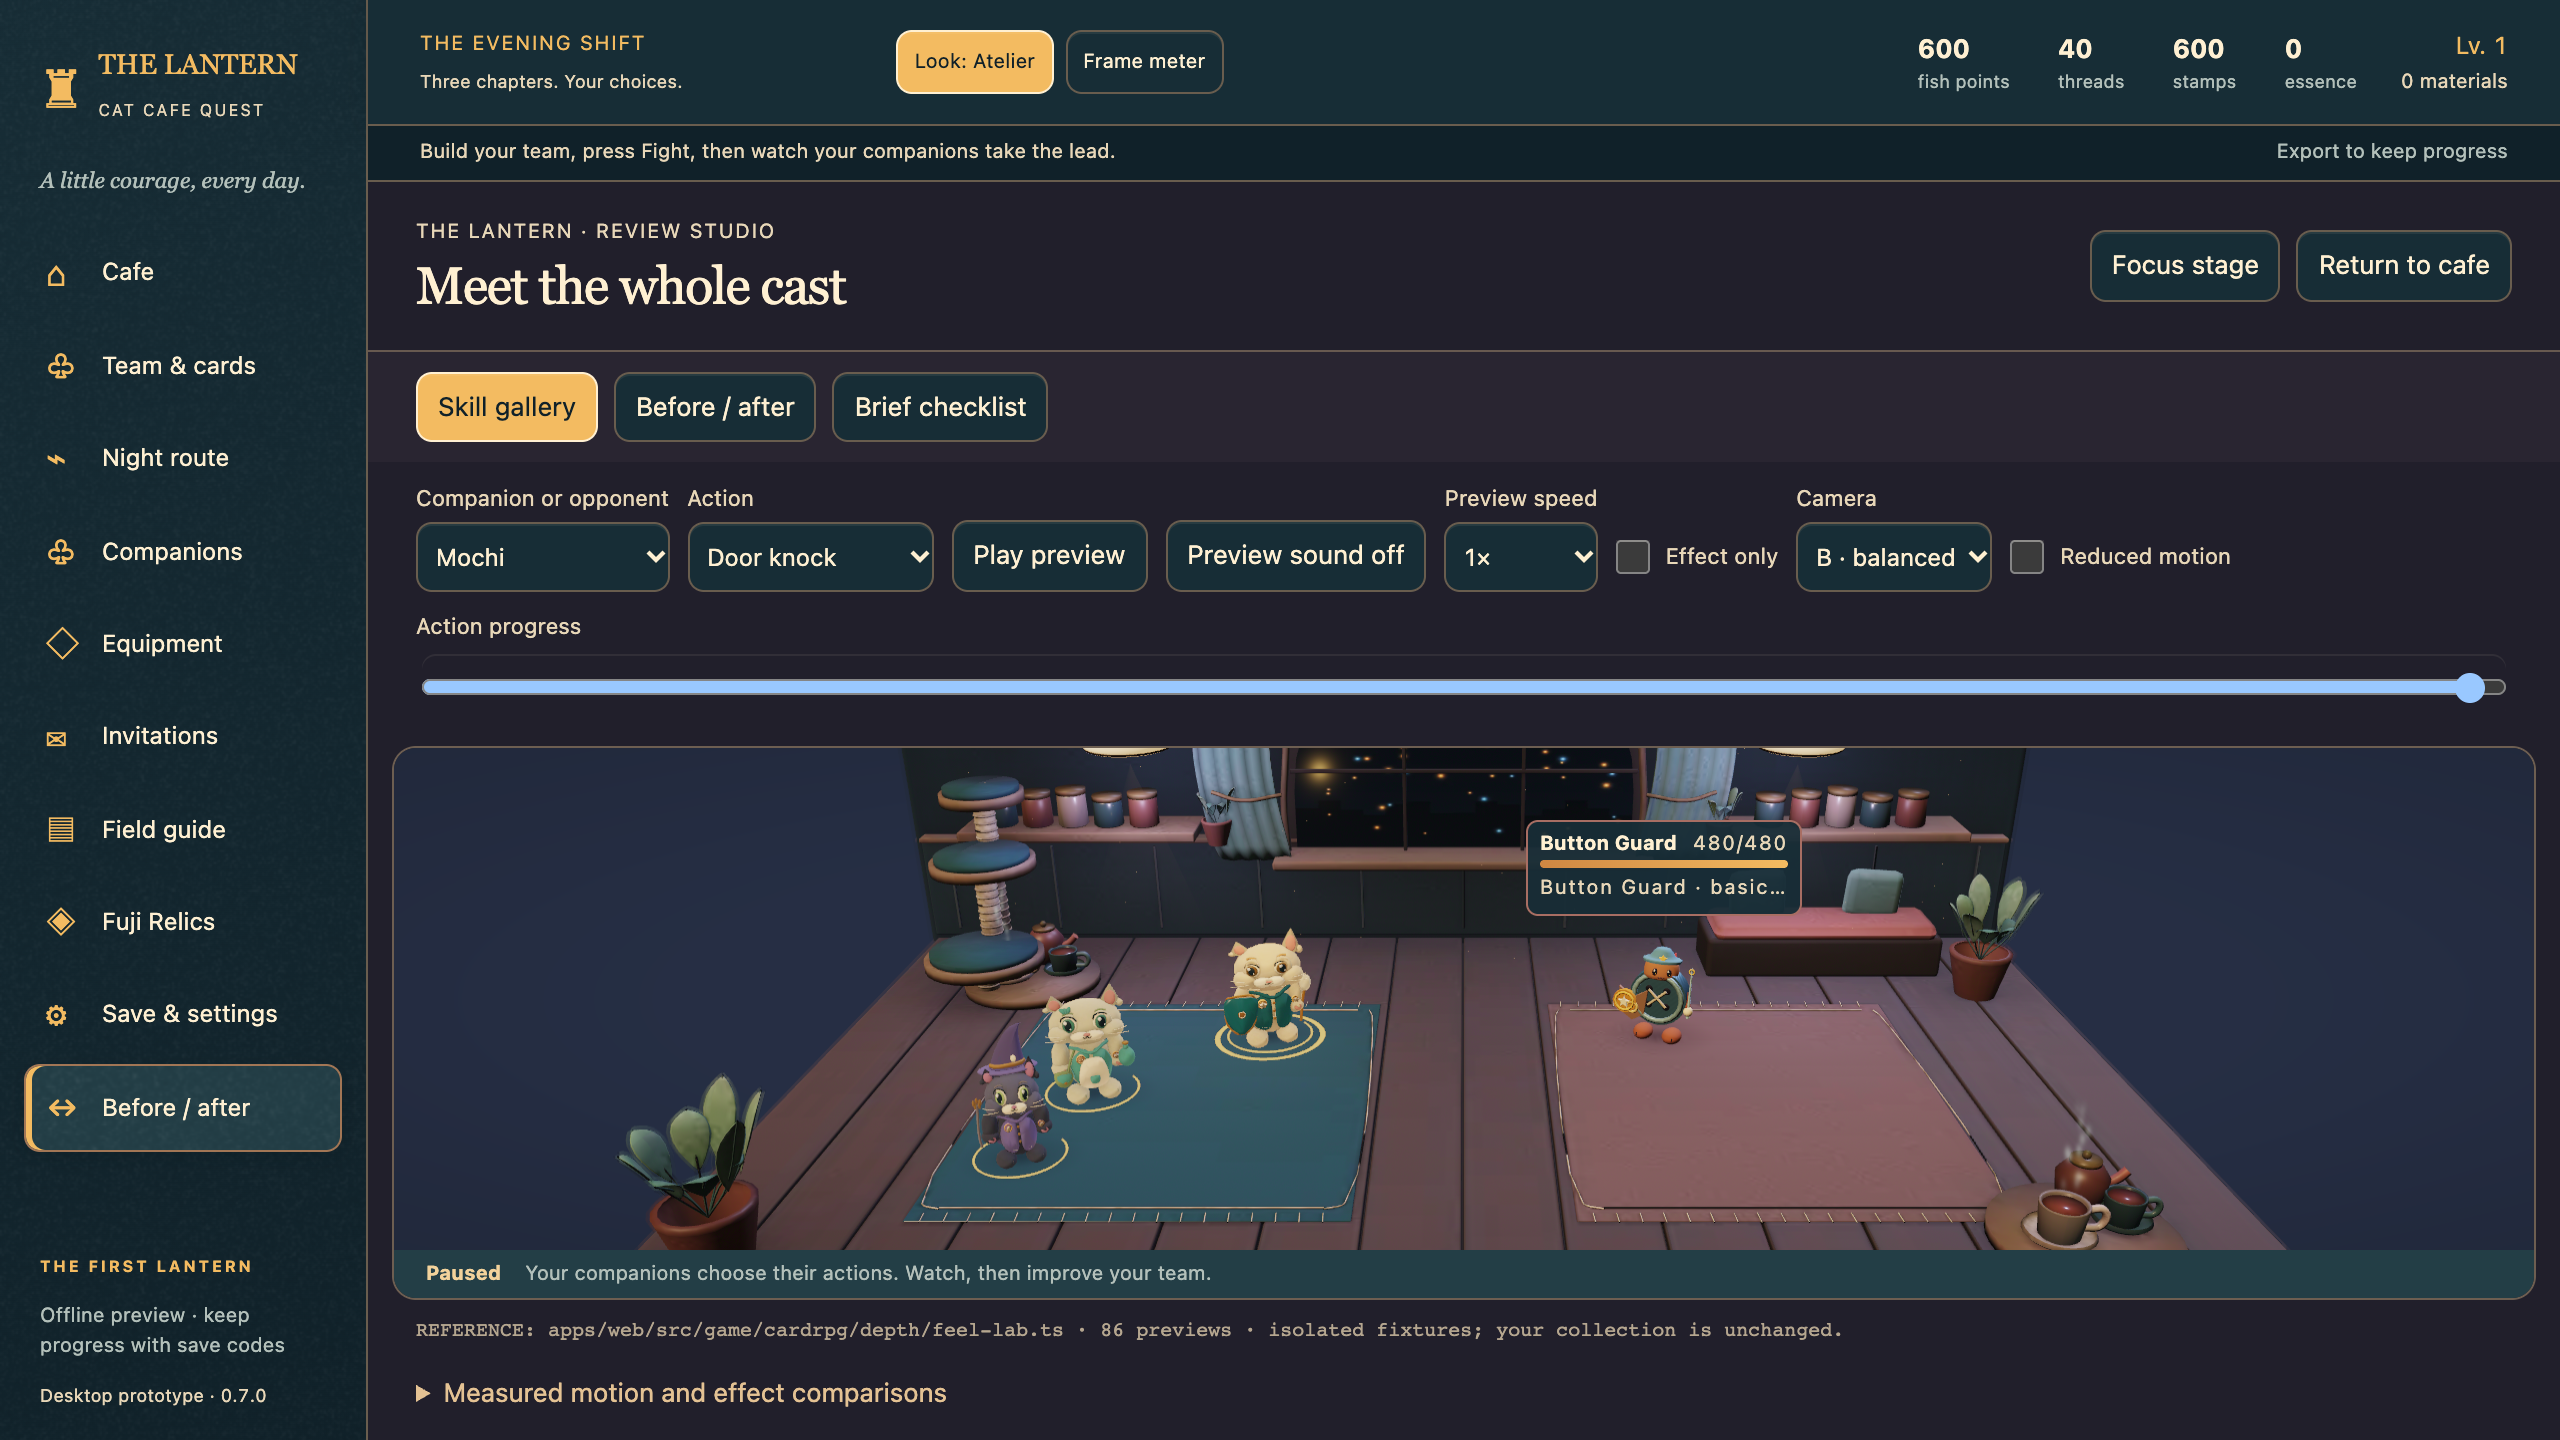 THE LANTERN
CAT CAFE QUEST
A little courage, every day.
Cafe
Team & cards
Night route
Companions
Equipment
Invitations
Field guide
Fuji Relics
Save & settings
Before / after
THE FIRST LANTERN
Offline preview · keep
progress with save codes
Desktop prototype · 0.7.0
THE EVENING SHIFT
Three chapters. Your choices.
Look: Atelier
Frame meter
600
fish points
40
threads
600
stamps
0
essence
Lv. 1
0 materials
Build your team, press Fight, then watch your companions take the lead.
Export to keep progress
THE LANTERN · REVIEW STUDIO
Meet the whole cast
Focus stage
Return to cafe
Skill gallery
Before / after
Brief checklist
Companion or opponent
Mochi
Action
Door knock
Play preview
Preview sound off
Preview speed
1×
Effect only
Camera
B · balanced
Reduced motion
Action progress
Button Guard 480/480
Button Guard · basic…
Paused Your companions choose their actions. Watch, then improve your team.
REFERENCE: apps/web/src/game/cardrpg/depth/feel-lab.ts · 86 previews · isolated fixtures; your collection is unchanged.
Measured motion and effect comparisons